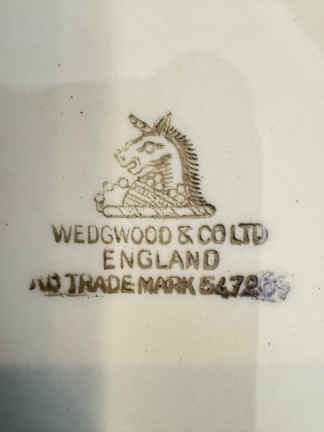 WEDGWOOD & CO LTD
ENGLAND
TRADE MARK